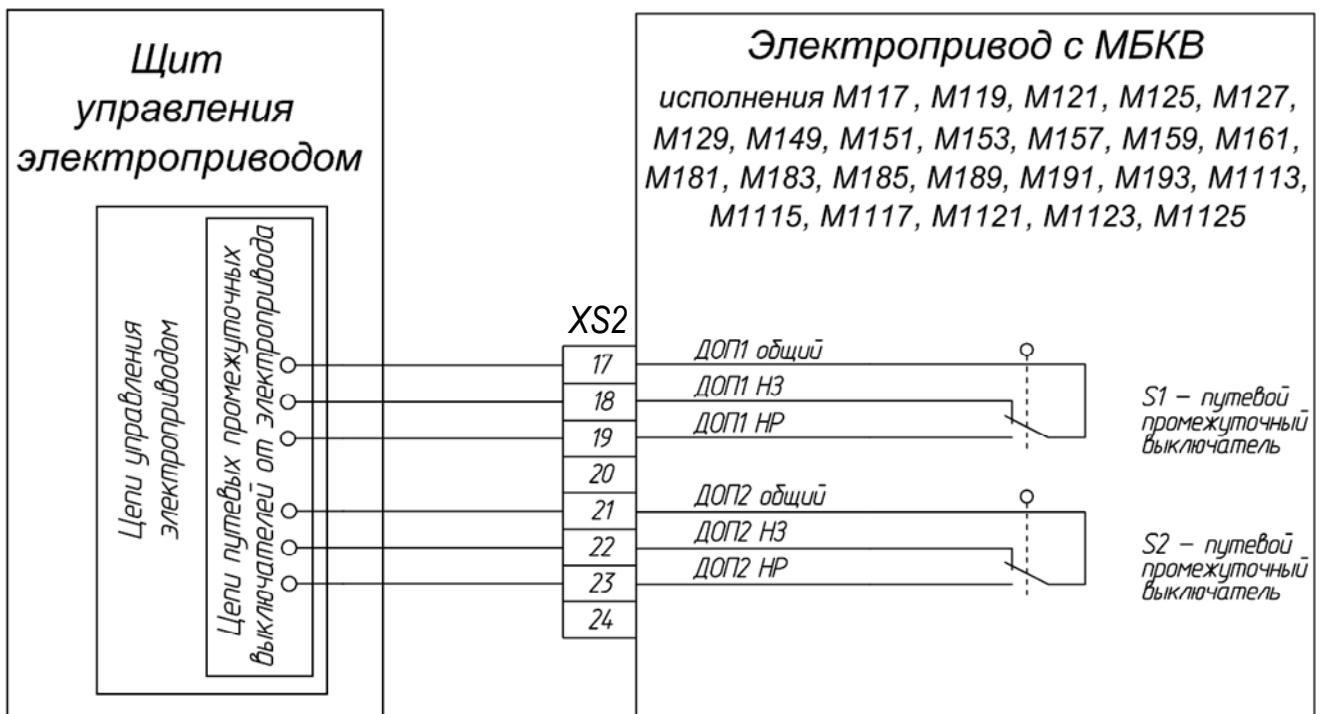 Щит
управления
электроприводом
Цепи управления
электроприводом
Цепи путевых промежуточных
выключателей от электропривода
XS2
17
18
19
20
21
22
23
24
Электропривод с МБКВ
исполнения М117 , М119, М121, М125, М127,
М129, М149, М151, М153, М157, М159, М161,
М181, М183, М185, М189, М191, М193, М1113,
М1115, М1117, М1121, М1123, М1125
ДОП1 общий
ДОП1 НЗ
ДОП1 НР
S1 – путевой
промежуточный
выключатель
ДОП2 общий
ДОП2 НЗ
ДОП2 НР
S2 – путевой
промежуточный
выключатель